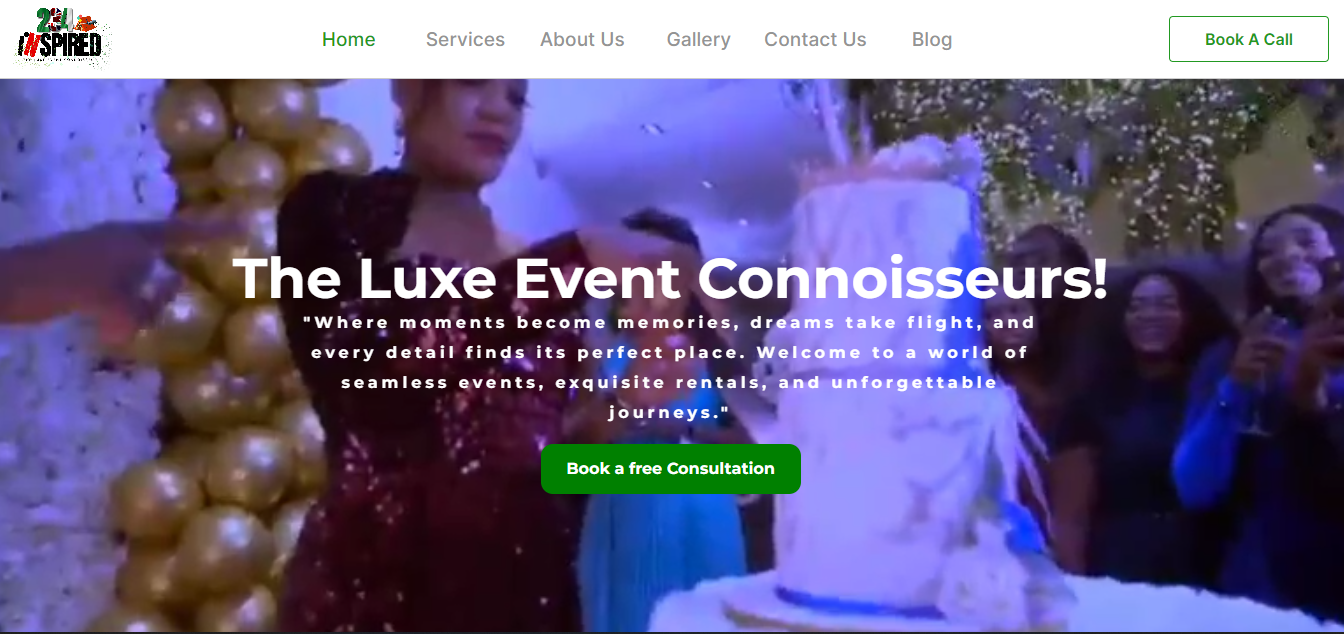 234
INSPIRED
Home
Services
About Us
Gallery
Contact Us
Blog
Book A Call
The Luxe Event Connoisseurs!
"Where moments become memories, dreams take flight, and
every detail finds its perfect place. Welcome to a world of
seamless events, exquisite rentals, and unforgettable
journeys."
Book a free Consultation